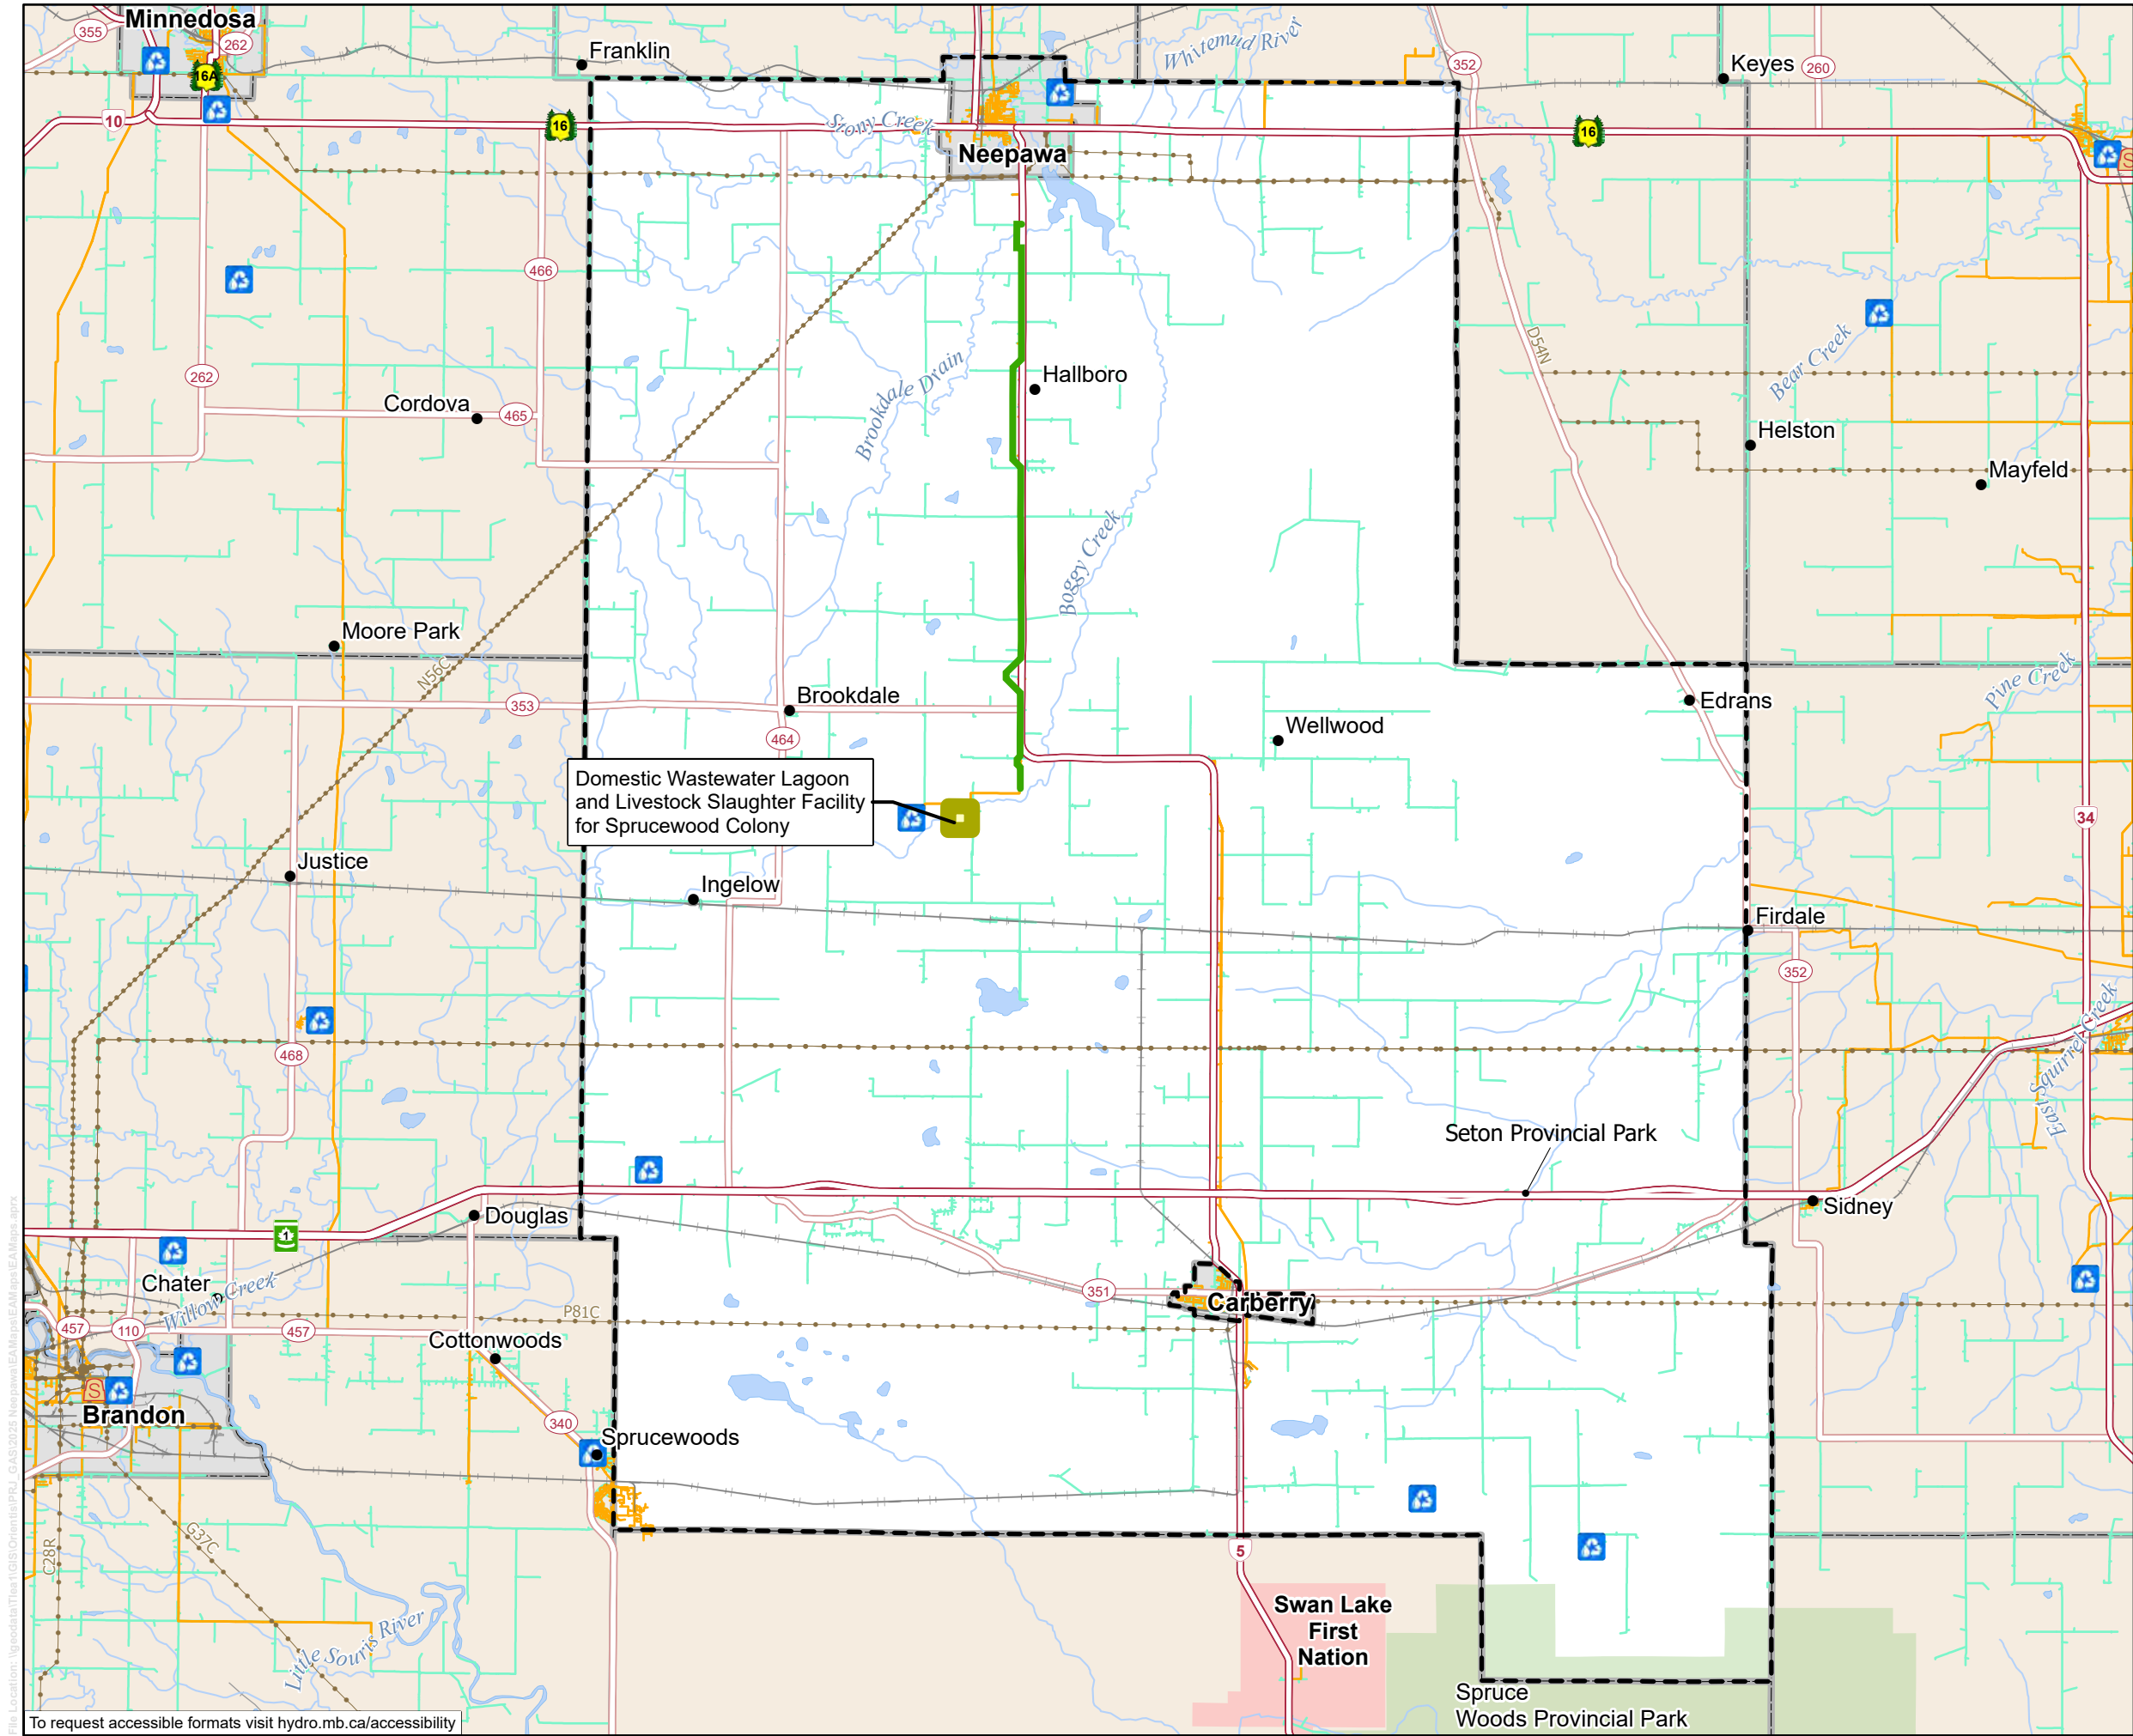 Minnedosa
355
262
16A
Franklin
Whitemud River
352
Keyes
260
10
16
Stony Creek
Neepawa
16
S
466
D54N
Bear Creek
262
Cordova
465
Brookdale Drain
Hallboro
Helston
Mayfeld
Boggy Creek
Moore Park
N56C
353
Brookdale
464
Wellwood
Edrans
Pine Creek
Domestic Wastewater Lagoon
and Livestock Slaughter Facility
for Sprucewood Colony
34
Justice
Ingelow
Firdale
352
468
East Squirrel Creek
Seton Provincial Park
Douglas
Sidney
1
Chater
Willow Creek
351
Carberry
P81C
457
110
457
Cottonwoods
S
Brandon
340
Sprucewoods
C28R
G37C
5
Little Souris River
Swan Lake
First
Nation
Spruce
Woods Provincial Park
To request accessible formats visit hydro.mb.ca/accessibility